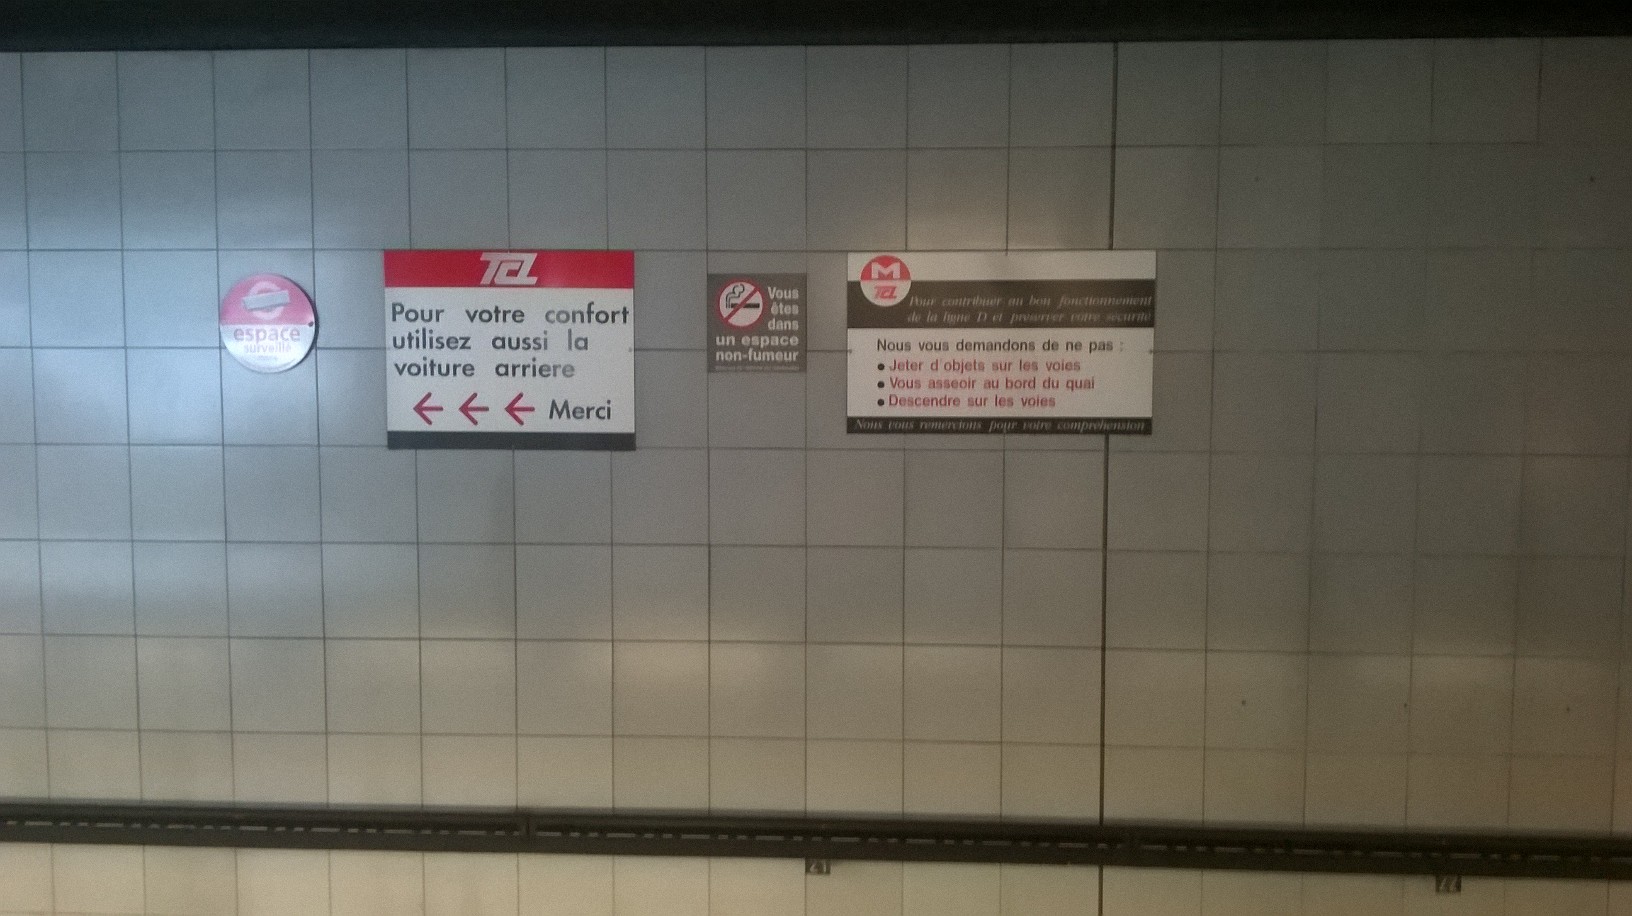 espace
surveillé
TCL
Pour votre confort
utilisez aussi la
voiture arriere
Merci
Vous
êtes
dans
un espace
non-fumeur
M
TCL
Pour contribuer au bon fonctionnement
de la ligne D et préserver votre sécurité
Nous vous demandons de ne pas :
Jeter d'objets sur les voies
Vous asseoir au bord du quai
Descendre sur les voies
Nous vous remercions pour votre compréhension